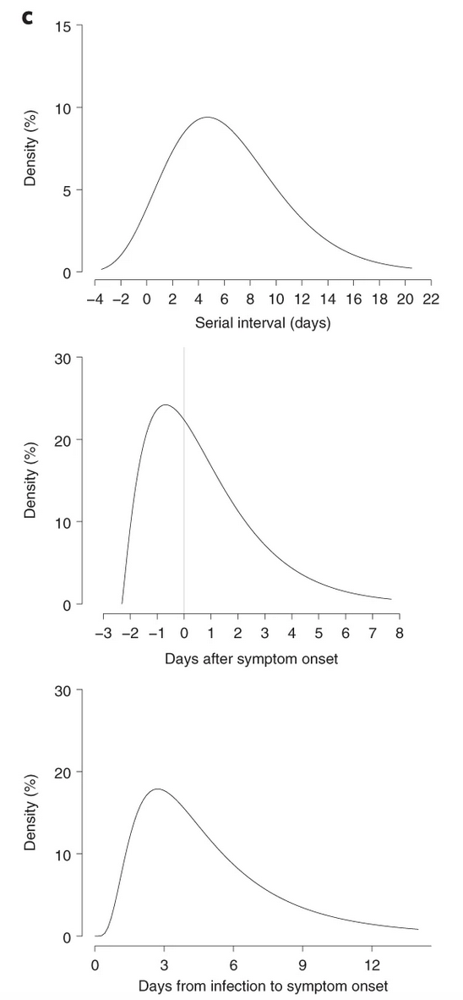 c
15
10
5
0
Density (%)
−4 −2 0 2 4 6 8 10 12 14 16 18 20 22
Serial interval (days)
30
20
10
0
Density (%)
−3 −2 −1 0 1 2 3 4 5 6 7 8
Days after symptom onset
30
20
10
0
Density (%)
0 3 6 9 12
Days from infection to symptom onset